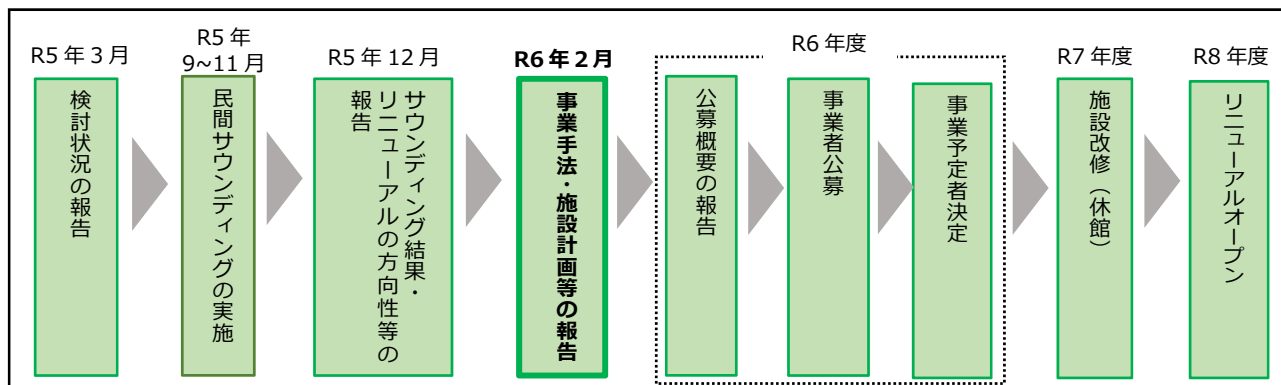 R5年3月
検討状況の報告
R5年
9~11月
民間サウンディングの実施
R5年12月
サウンディング結果・
リニューアルの方向性等の
報告
R6年2月
事業手法・施設計画等の報告
R6年度
公募概要の報告
事業者公募
事業予定者決定
R7年度
施設改修（休館）
R8年度
リニューアルオープン